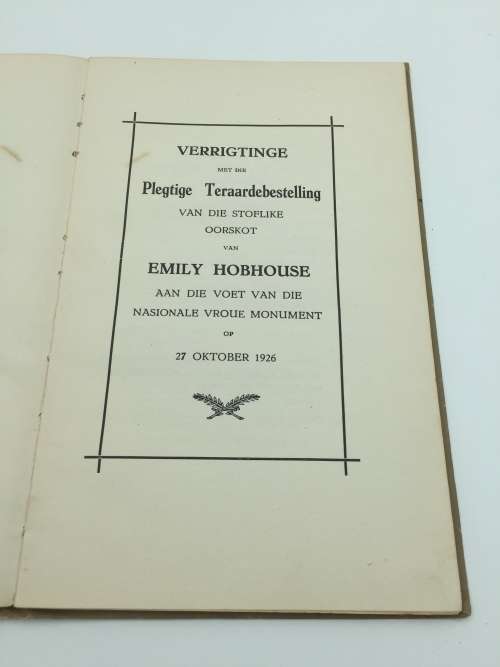 VERRIGTINGE
MET DIE
Plegtige Teraardebestelling
VAN DIE STOFLIKE
OORSKOT
VAN
EMILY HOBHOUSE
AAN DIE VOET VAN DIE
NASIONALE VROUE MONUMENT
OP
27 OKTOBER 1926